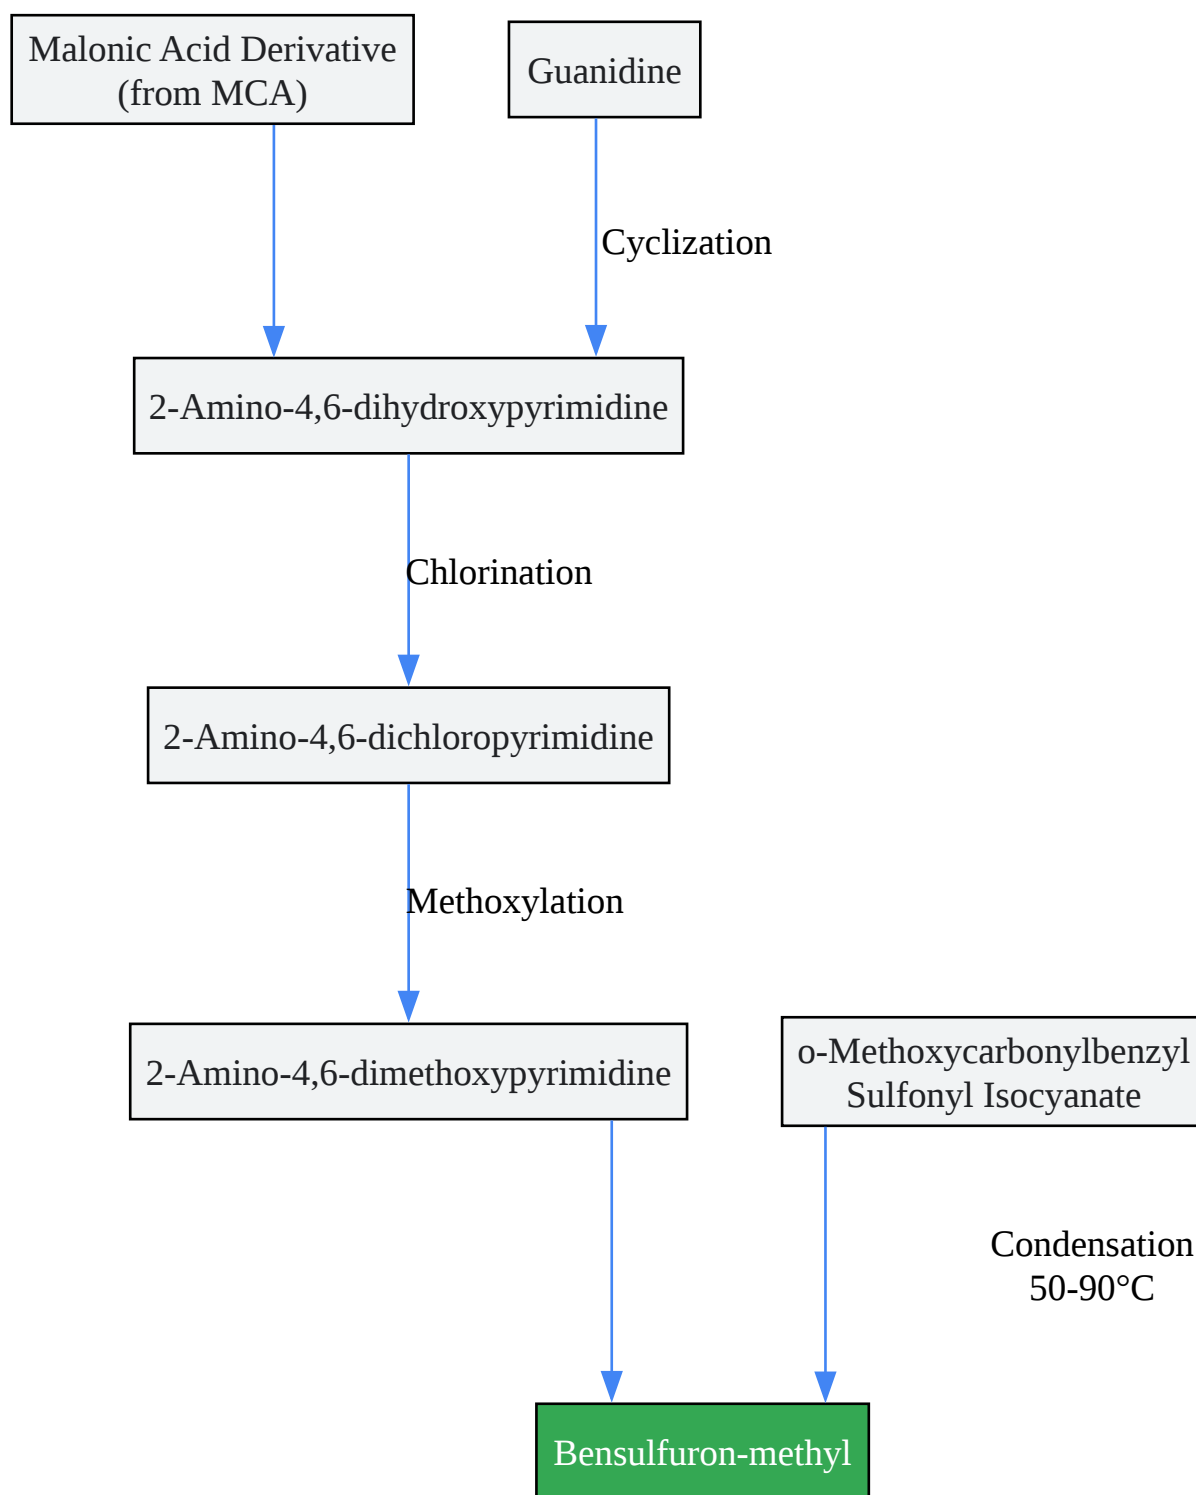 Malonic Acid Derivative
(from MCA)
Guanidine
Cyclization
2-Amino-4,6-dihydroxypyrimidine
Chlorination
2-Amino-4,6-dichloropyrimidine
Methoxylation
2-Amino-4,6-dimethoxypyrimidine
o-Methoxycarbonylbenzyl
Sulfonyl Isocyanate
Condensation
50-90°C
Bensulfuron-methyl